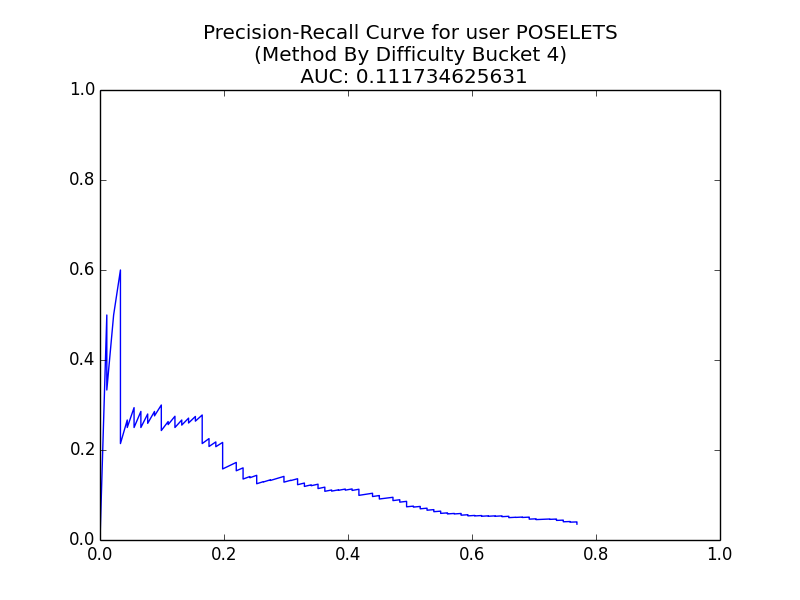 Precision-Recall Curve for user POSELETS
(Method By Difficulty Bucket 4)
AUC: 0.111734625631
1.0
0.8
0.6
0.4
0.2
0.0
0.0 0.2 0.4 0.6 0.8 1.0